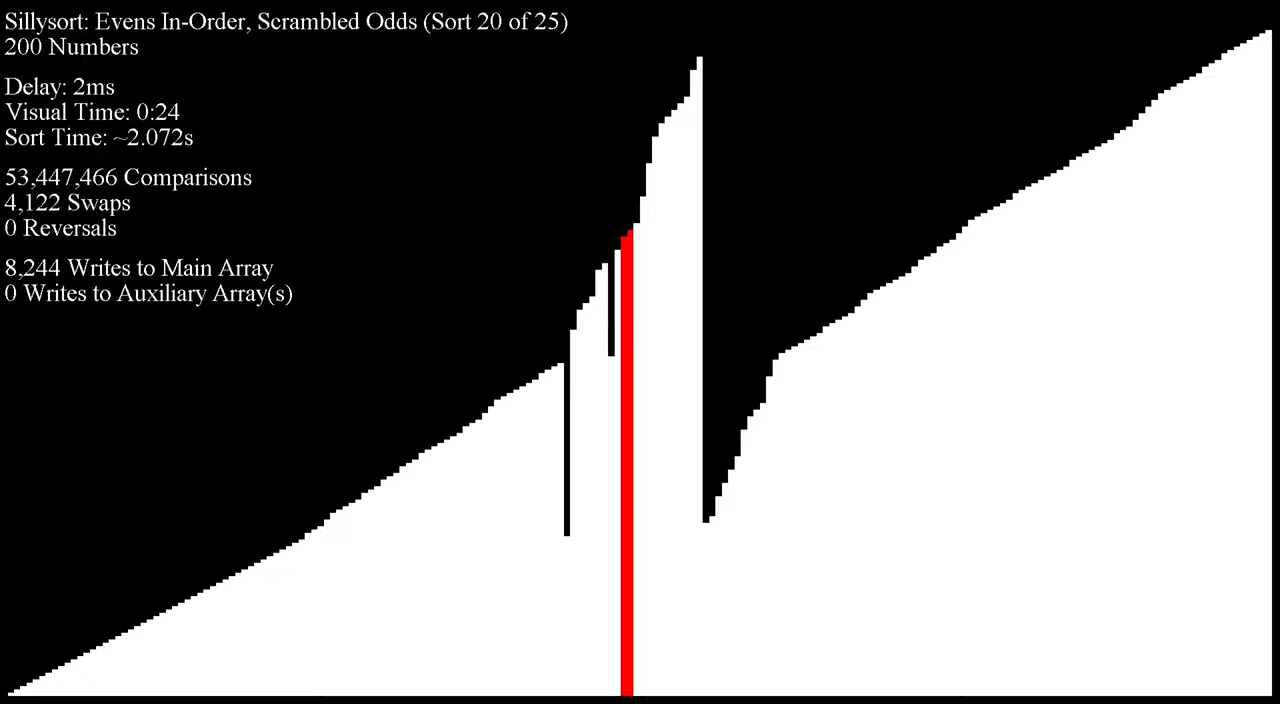 Sillysort: Evens In-Order, Scrambled Odds (Sort 20 of 25)
200 Numbers
Delay: 2ms
Visual Time: 0:24
Sort Time: ~2.072s
53,447,466 Comparisons
4,122 Swaps
0 Reversals
8,244 Writes to Main Array
0 Writes to Auxiliary Array(s)